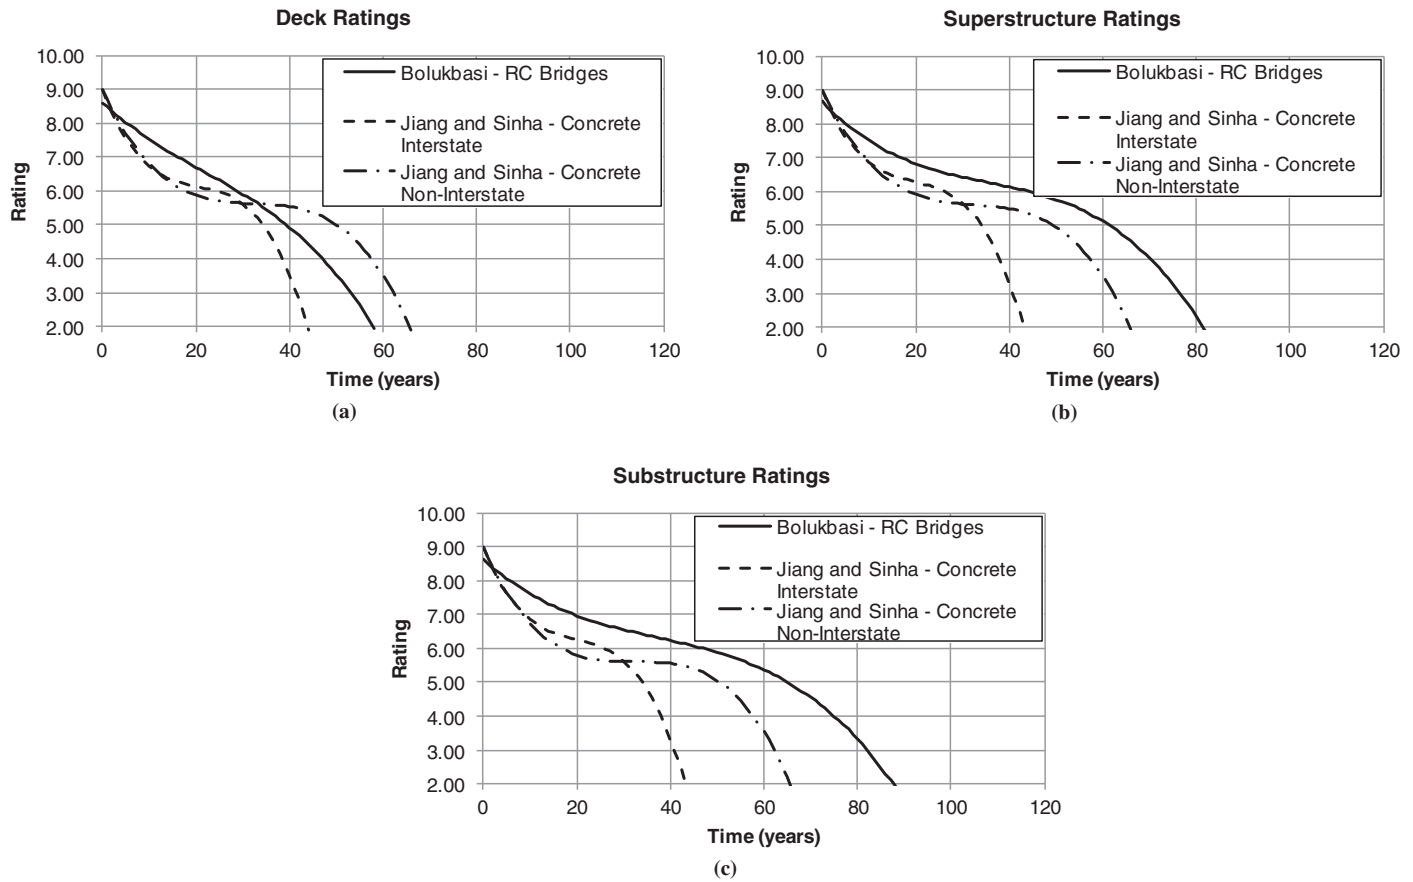 Deck Ratings
10.00
9.00
8.00
7.00
6.00
5.00
4.00
3.00
2.00
Rating
Bolukbasi - RC Bridges
Jiang and Sinha - Concrete
Interstate
Jiang and Sinha - Concrete
Non-Interstate
0 20 40 60 80 100 120
Time (years)
(a)
Superstructure Ratings
10.00
9.00
8.00
7.00
6.00
5.00
4.00
3.00
2.00
Rating
Bolukbasi - RC Bridges
Jiang and Sinha - Concrete
Interstate
Jiang and Sinha - Concrete
Non-Interstate
0 20 40 60 80 100 120
Time (years)
(b)
Substructure Ratings
10.00
9.00
8.00
7.00
6.00
5.00
4.00
3.00
2.00
Rating
Bolukbasi - RC Bridges
Jiang and Sinha - Concrete
Interstate
Jiang and Sinha - Concrete
Non-Interstate
0 20 40 60 80 100 120
Time (years)
(c)